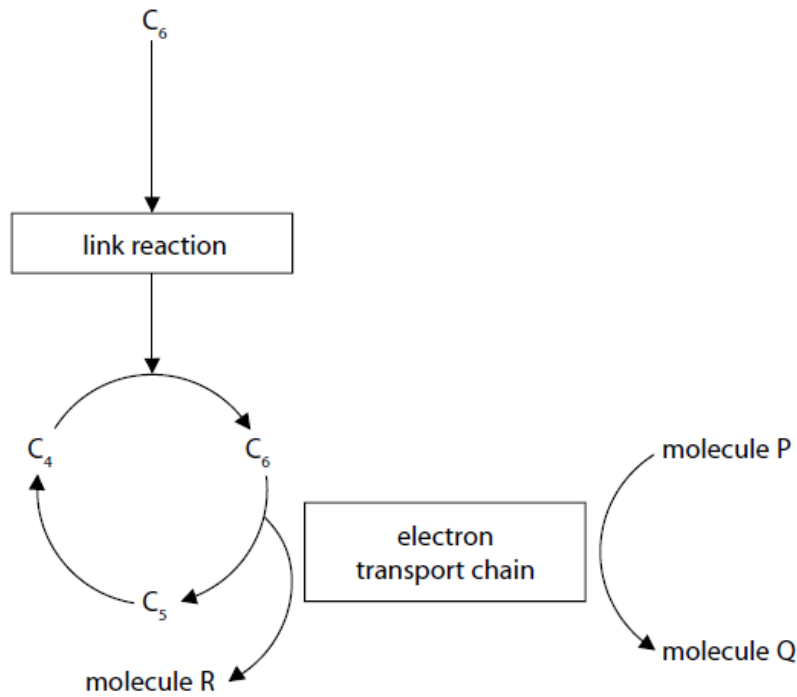 C₆
link reaction
C₄
C₆
molecule P
electron
transport chain
C₅
molecule Q
molecule R